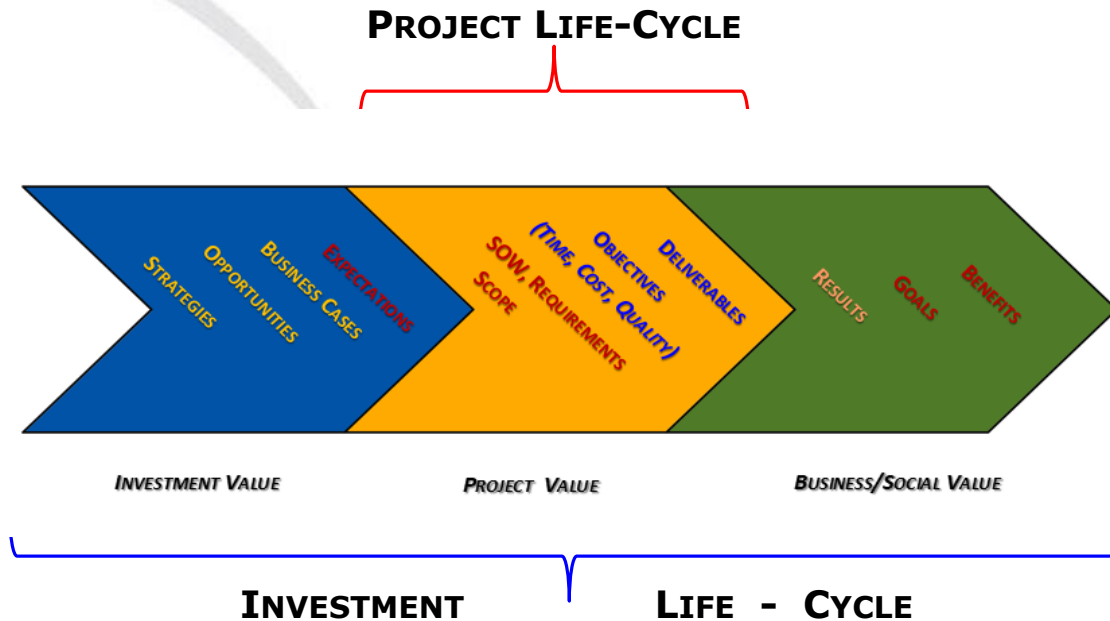 PROJECT LIFE-CYCLE
STRATEGIES
OPPORTUNITIES
BUSINESS CASES
EXPECTATIONS
SCOPE
SOW, REQUIREMENTS
(TIME, COST, QUALITY)
OBJECTIVES
DELIVERABLES
RESULTS
GOALS
BENEFITS
INVESTMENT VALUE
PROJECT VALUE
BUSINESS/SOCIAL VALUE
INVESTMENT LIFE - CYCLE